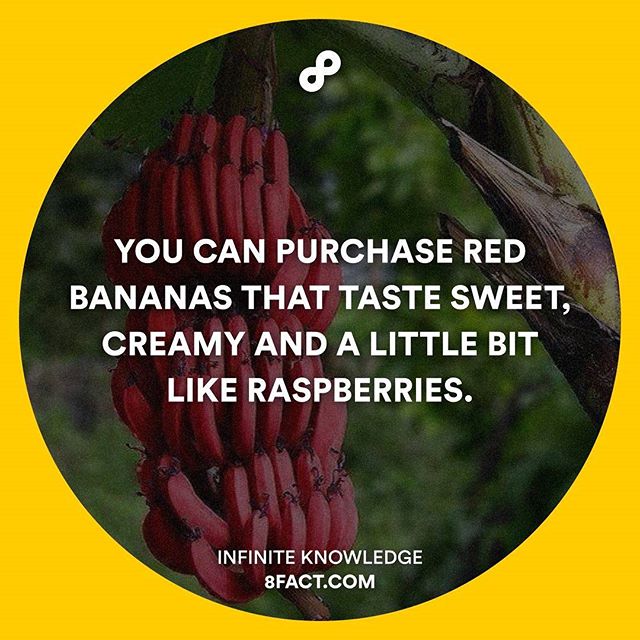 YOU CAN PURCHASE RED
BANANAS THAT TASTE SWEET,
CREAMY AND A LITTLE BIT
LIKE RASPBERRIES.
INFINITE KNOWLEDGE
8FACT.COM